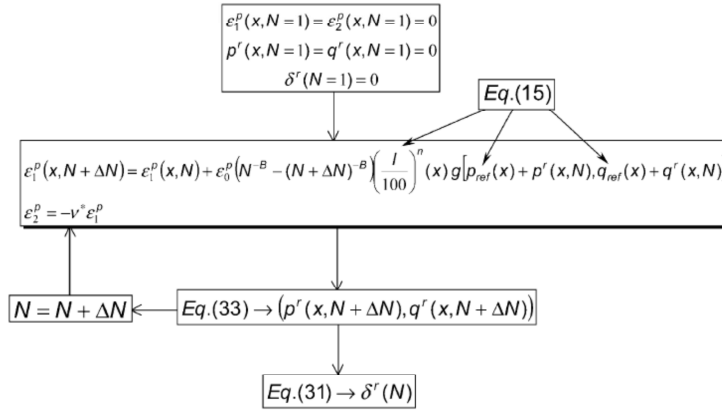 ε₁ᵖ(x, N = 1) = ε₂ᵖ(x, N = 1) = 0
pʳ(x, N = 1) = qʳ(x, N = 1) = 0
δʳ(N = 1) = 0
Eq.(15)
ε₁ᵖ(x, N + ΔN) = ε₁ᵖ(x, N) + ε₀ᵖ(N⁻ᴮ − (N + ΔN)⁻ᴮ)(I/100)ⁿ(x) g[p_ref(x) + pʳ(x, N), q_ref(x) + qʳ(x, N)
ε₂ᵖ = −ν*ε₁ᵖ
N = N + ΔN
Eq.(33) → (pʳ(x, N + ΔN), qʳ(x, N + ΔN))
Eq.(31) → δʳ(N)